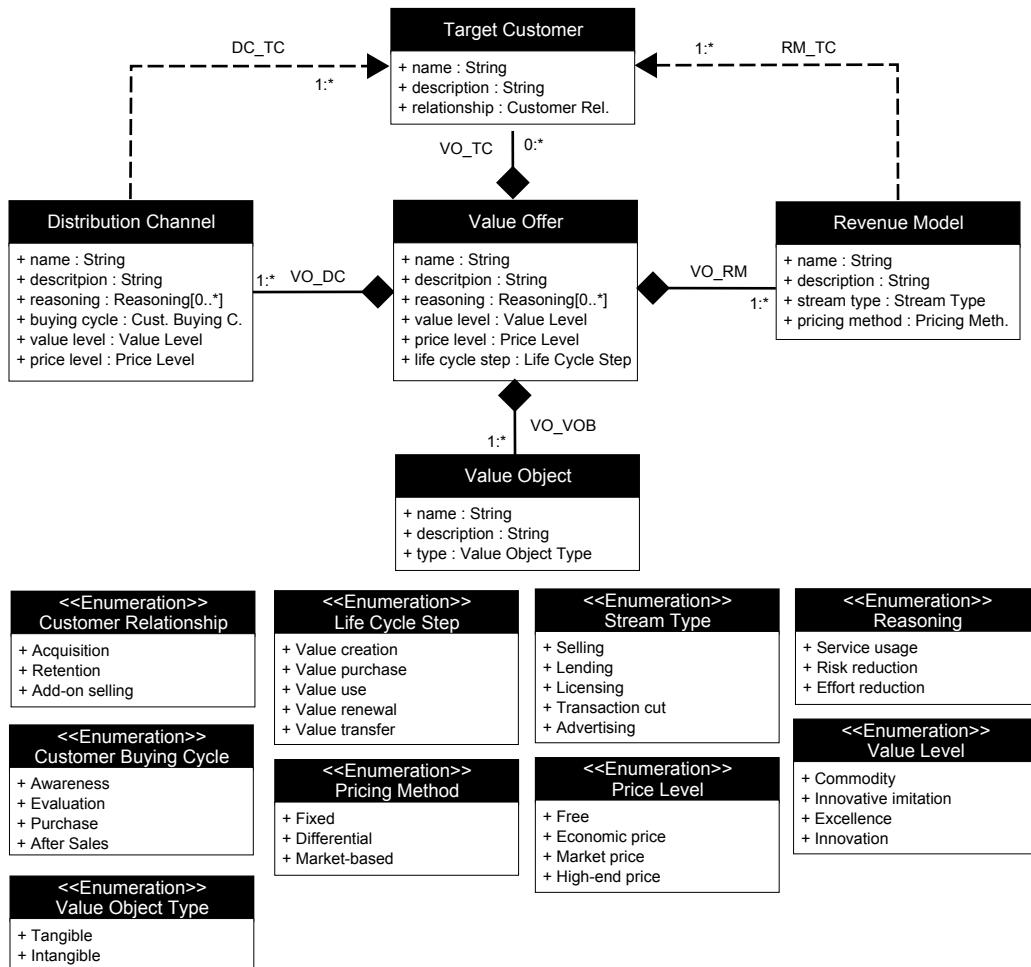 Target Customer
+ name : String
+ description : String
+ relationship : Customer Rel.
DC_TC
1:*
1:*
RM_TC
VO_TC
0:*
Distribution Channel
+ name : String
+ descritpion : String
+ reasoning : Reasoning[0..*]
+ buying cycle : Cust. Buying C.
+ value level : Value Level
+ price level : Price Level
VO_DC
1:*
Value Offer
+ name : String
+ descritpion : String
+ reasoning : Reasoning[0..*]
+ value level : Value Level
+ price level : Price Level
+ life cycle step : Life Cycle Step
VO_RM
1:*
Revenue Model
+ name : String
+ description : String
+ stream type : Stream Type
+ pricing method : Pricing Meth.
VO_VOB
1:*
Value Object
+ name : String
+ description : String
+ type : Value Object Type
<<Enumeration>>
Customer Relationship
+ Acquisition
+ Retention
+ Add-on selling
<<Enumeration>>
Life Cycle Step
+ Value creation
+ Value purchase
+ Value use
+ Value renewal
+ Value transfer
<<Enumeration>>
Stream Type
+ Selling
+ Lending
+ Licensing
+ Transaction cut
+ Advertising
<<Enumeration>>
Reasoning
+ Service usage
+ Risk reduction
+ Effort reduction
<<Enumeration>>
Customer Buying Cycle
+ Awareness
+ Evaluation
+ Purchase
+ After Sales
<<Enumeration>>
Pricing Method
+ Fixed
+ Differential
+ Market-based
<<Enumeration>>
Price Level
+ Free
+ Economic price
+ Market price
+ High-end price
<<Enumeration>>
Value Level
+ Commodity
+ Innovative imitation
+ Excellence
+ Innovation
<<Enumeration>>
Value Object Type
+ Tangible
+ Intangible